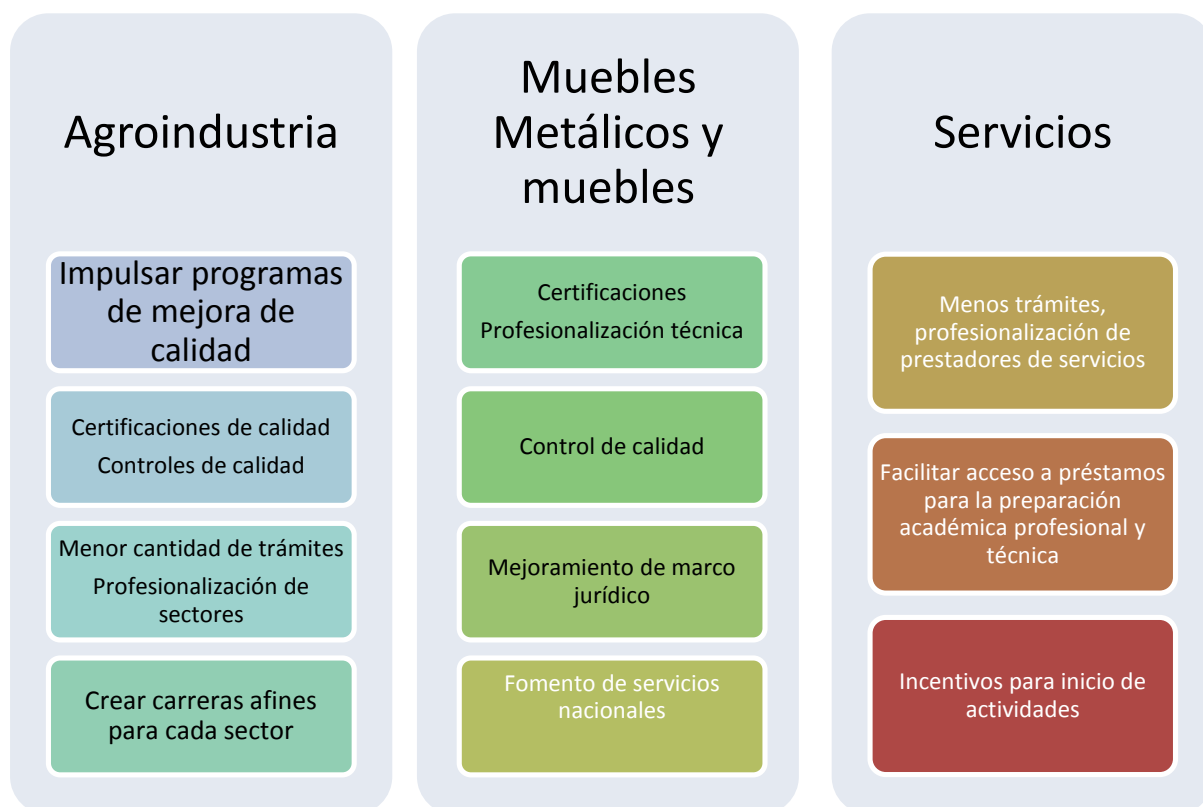 Agroindustria
Impulsar programas
de mejora de
calidad
Certificaciones de calidad
Controles de calidad
Menor cantidad de trámites
Profesionalización de
sectores
Crear carreras afines
para cada sector
Muebles
Metálicos y
muebles
Certificaciones
Profesionalización técnica
Control de calidad
Mejoramiento de marco
jurídico
Fomento de servicios
nacionales
Servicios
Menos trámites,
profesionalización de
prestadores de servicios
Facilitar acceso a préstamos
para la preparación
académica profesional y
técnica
Incentivos para inicio de
actividades